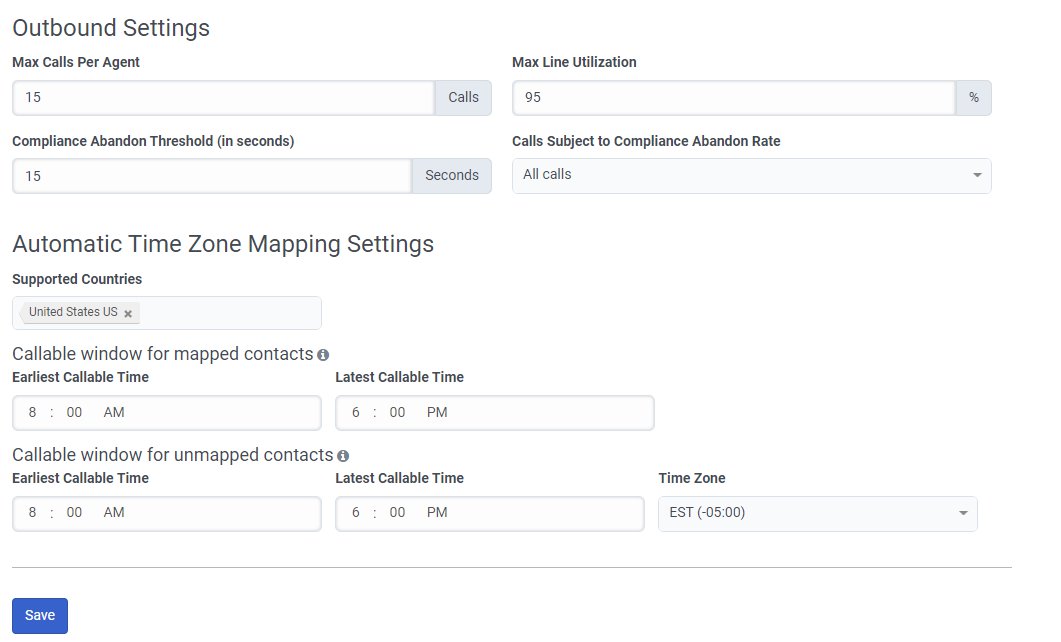 Outbound Settings
Max Calls Per Agent Max Line Utilization
15 Calls 95 %
Compliance Abandon Threshold (in seconds) Calls Subject to Compliance Abandon Rate
15 Seconds All calls
Automatic Time Zone Mapping Settings
Supported Countries
United States US ×
Callable window for mapped contacts i
Earliest Callable Time Latest Callable Time
8 : 00 AM 6 : 00 PM
Callable window for unmapped contacts i
Earliest Callable Time Latest Callable Time Time Zone
8 : 00 AM 6 : 00 PM EST (-05:00)
Save